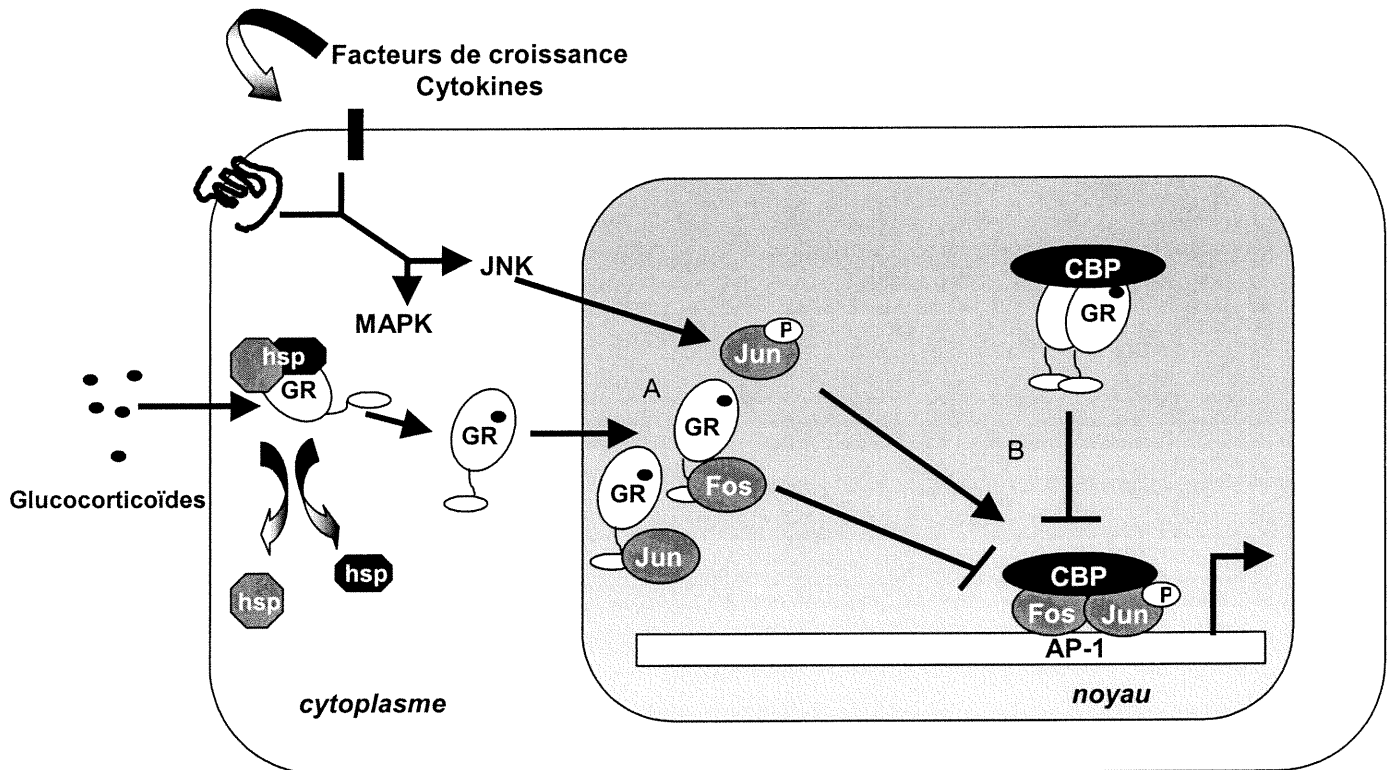 Facteurs de croissance
Cytokines
JNK
MAPK
hsp
GR
Glucocorticoïdes
hsp
hsp
GR
A
GR
Fos
GR
Jun
Jun
P
CBP
GR
B
CBP
Fos
Jun
P
AP-1
cytoplasme
noyau